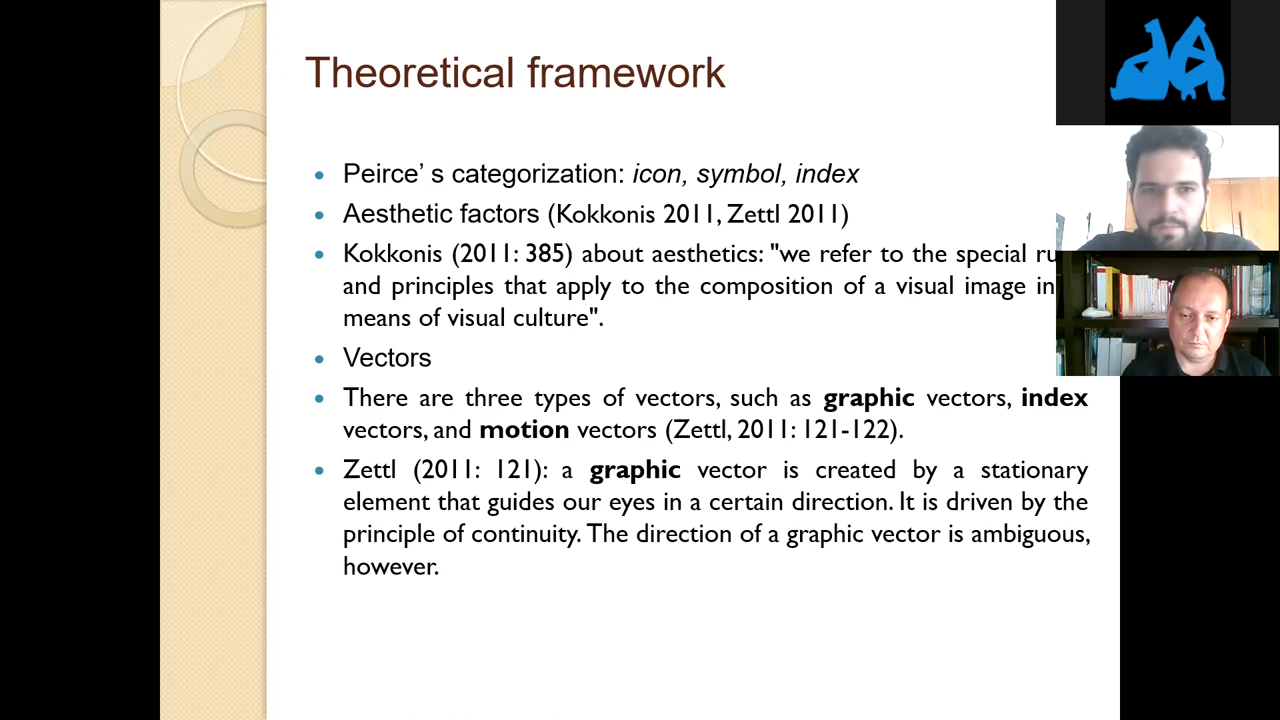 Theoretical framework
Peirce’ s categorization: icon, symbol, index
Aesthetic factors (Kokkonis 2011, Zettl 2011)
Kokkonis (2011: 385) about aesthetics: "we refer to the special
and principles that apply to the composition of a visual image in
means of visual culture".
Vectors
There are three types of vectors, such as graphic vectors, index
vectors, and motion vectors (Zettl, 2011: 121-122).
Zettl (2011: 121): a graphic vector is created by a stationary
element that guides our eyes in a certain direction. It is driven by the
principle of continuity. The direction of a graphic vector is ambiguous,
however.